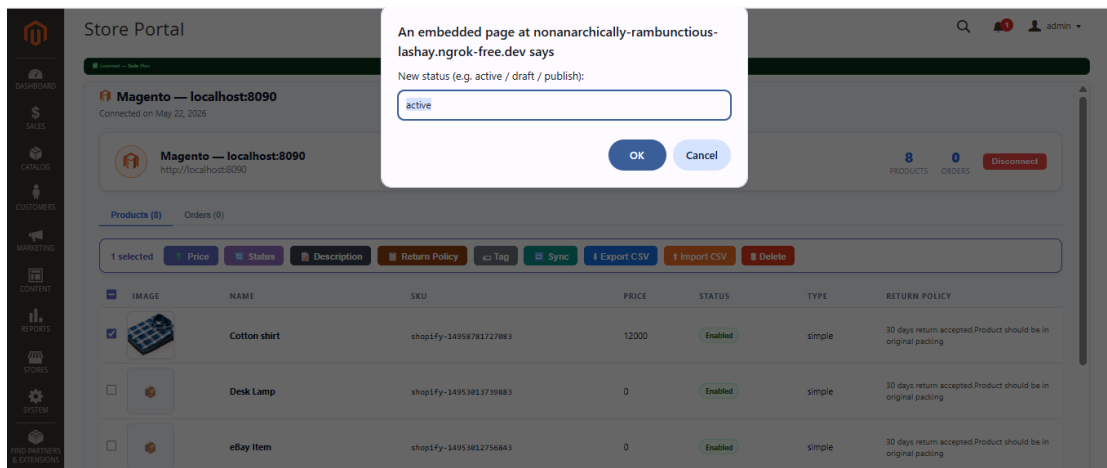 Store Portal
An embedded page at nonanarchically-rambunctious-
lashay.ngrok-free.dev says
New status (e.g. active / draft / publish):
active
OK
Cancel
admin
Licensed — Sale Plan
Magento — localhost:8090
Connected on May 22, 2026
Magento — localhost:8090
http://localhost:8090
8
PRODUCTS
0
ORDERS
Disconnect
Products (8)
Orders (0)
1 selected
Price
Status
Description
Return Policy
Tag
Sync
Export CSV
Import CSV
Delete
IMAGE NAME SKU PRICE STATUS TYPE RETURN POLICY
Cotton shirt shopify-14958781727083 12000 Enabled simple 30 days return accepted.Product should be in
original packing
Desk Lamp shopify-14953013739883 0 Enabled simple 30 days return accepted.Product should be in
original packing
eBay Item shopify-14953012756843 0 Enabled simple 30 days return accepted.Product should be in
original packing
DASHBOARD
SALES
CATALOG
CUSTOMERS
MARKETING
CONTENT
REPORTS
STORES
SYSTEM
FIND PARTNERS
& EXTENSIONS